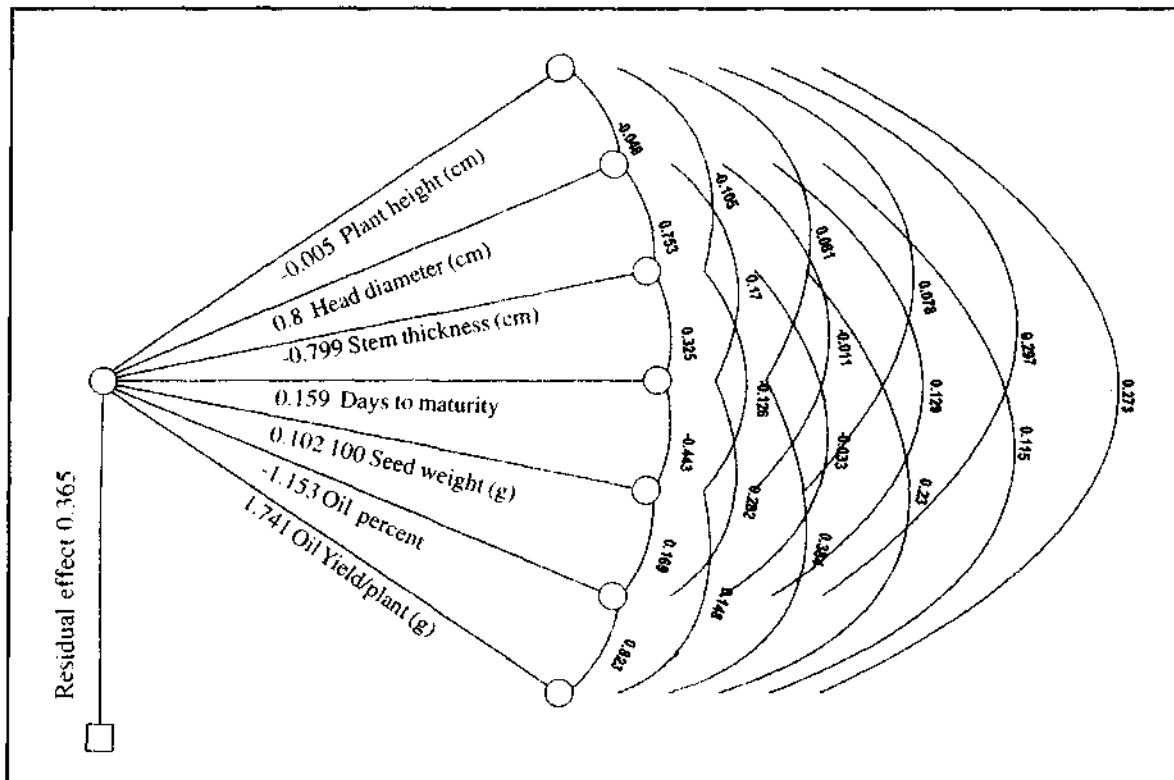 -0.005 Plant height (cm)
0.8 Head diameter (cm)
-0.799 Stem thickness (cm)
0.159 Days to maturity
0.102 100 Seed weight (g)
-1.153 Oil percent
1.741 Oil Yield/plant (g)
Residual effect 0.365
-0.048
0.753
0.325
-0.443
0.169
0.823
-0.105
0.17
-0.126
0.282
0.148
0.061
-0.011
-0.033
0.384
0.078
0.129
0.23
0.297
0.115
0.273